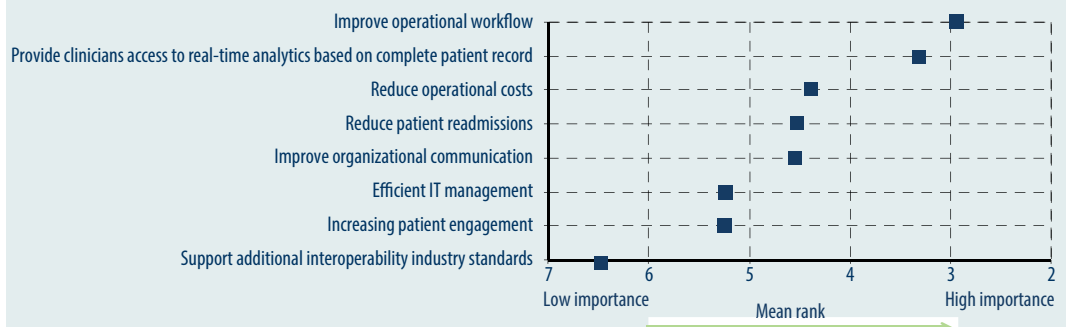 Improve operational workflow
Provide clinicians access to real-time analytics based on complete patient record
Reduce operational costs
Reduce patient readmissions
Improve organizational communication
Efficient IT management
Increasing patient engagement
Support additional interoperability industry standards
7 6 5 4 3 2
Low importance High importance
Mean rank